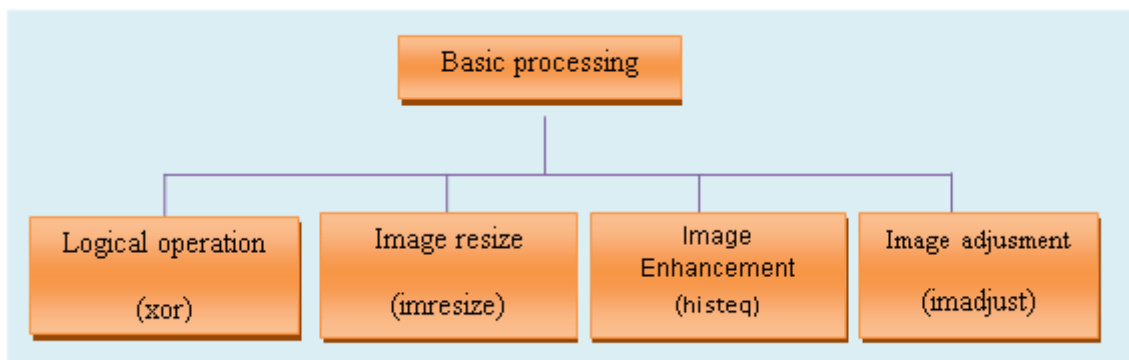 Basic processing
Logical operation
(xor)
Image resize
(imresize)
Image
Enhancement
(histeq)
Image adjusment
(imadjust)